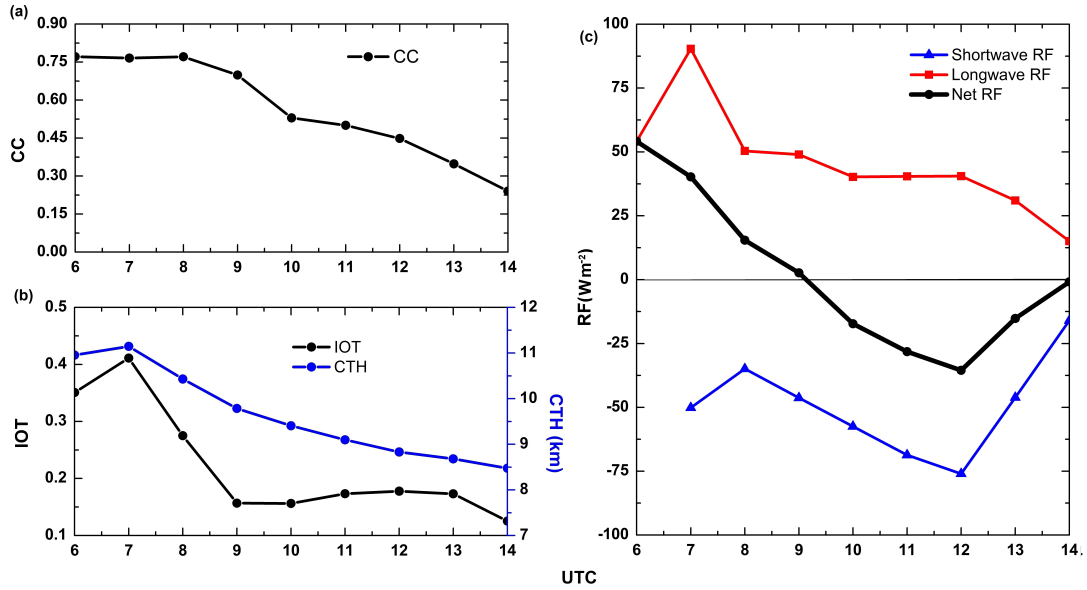 (a)
0.90
0.75
0.60
0.45
0.30
0.15
0.00
CC
CC
6 7 8 9 10 11 12 13 14
(b)
0.5
0.4
0.3
0.2
0.1
IOT
IOT
CTH
12
11
10
9
8
7
CTH (km)
6 7 8 9 10 11 12 13 14
(c)
100
75
50
25
0
-25
-50
-75
-100
RF(Wm⁻²)
Shortwave RF
Longwave RF
Net RF
6 7 8 9 10 11 12 13 14
UTC